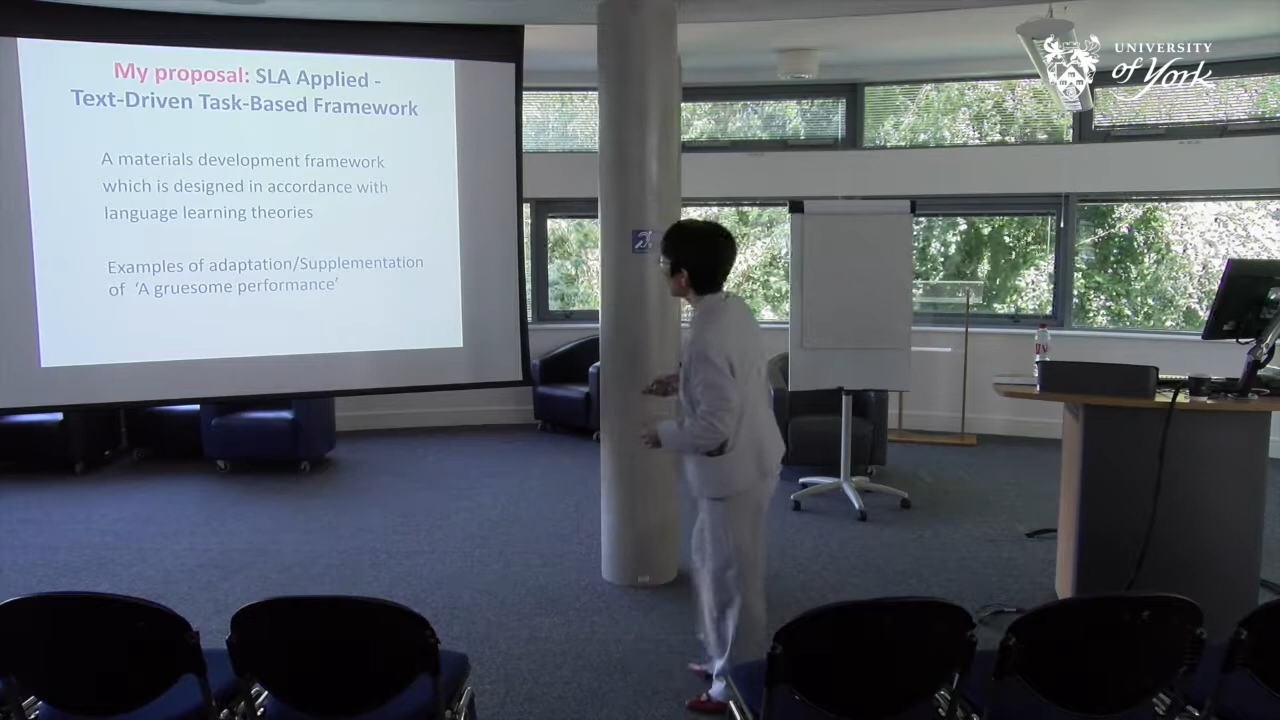 My proposal: SLA Applied -
Text-Driven Task-Based Framework
A materials development framework
which is designed in accordance with
language learning theories
Examples of adaptation/Supplementation
of ‘A gruesome performance’
UNIVERSITY
of York